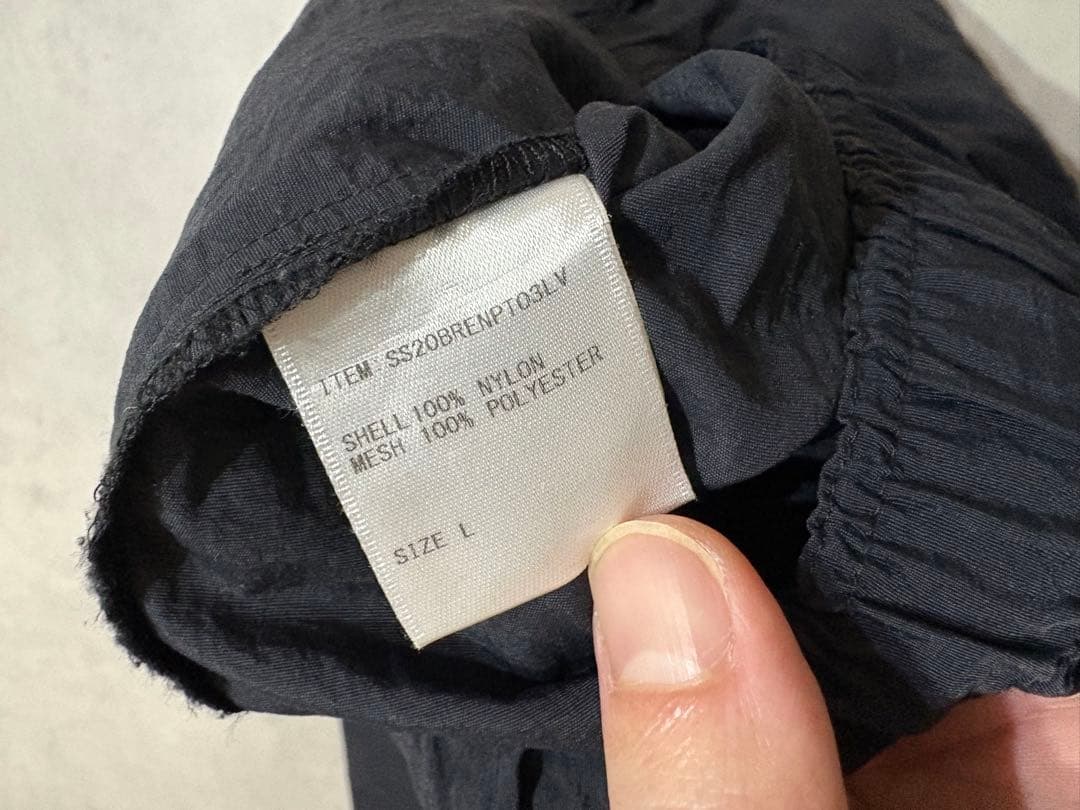 ITEM SS20BRENPT03LV
SHELL 100% NYLON
MESH 100% POLYESTER
SIZE L